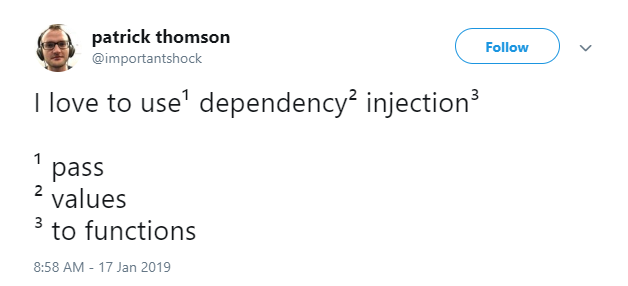 patrick thomson
@importantshock
Follow
I love to use¹ dependency² injection³
¹ pass
² values
³ to functions
8:58 AM - 17 Jan 2019